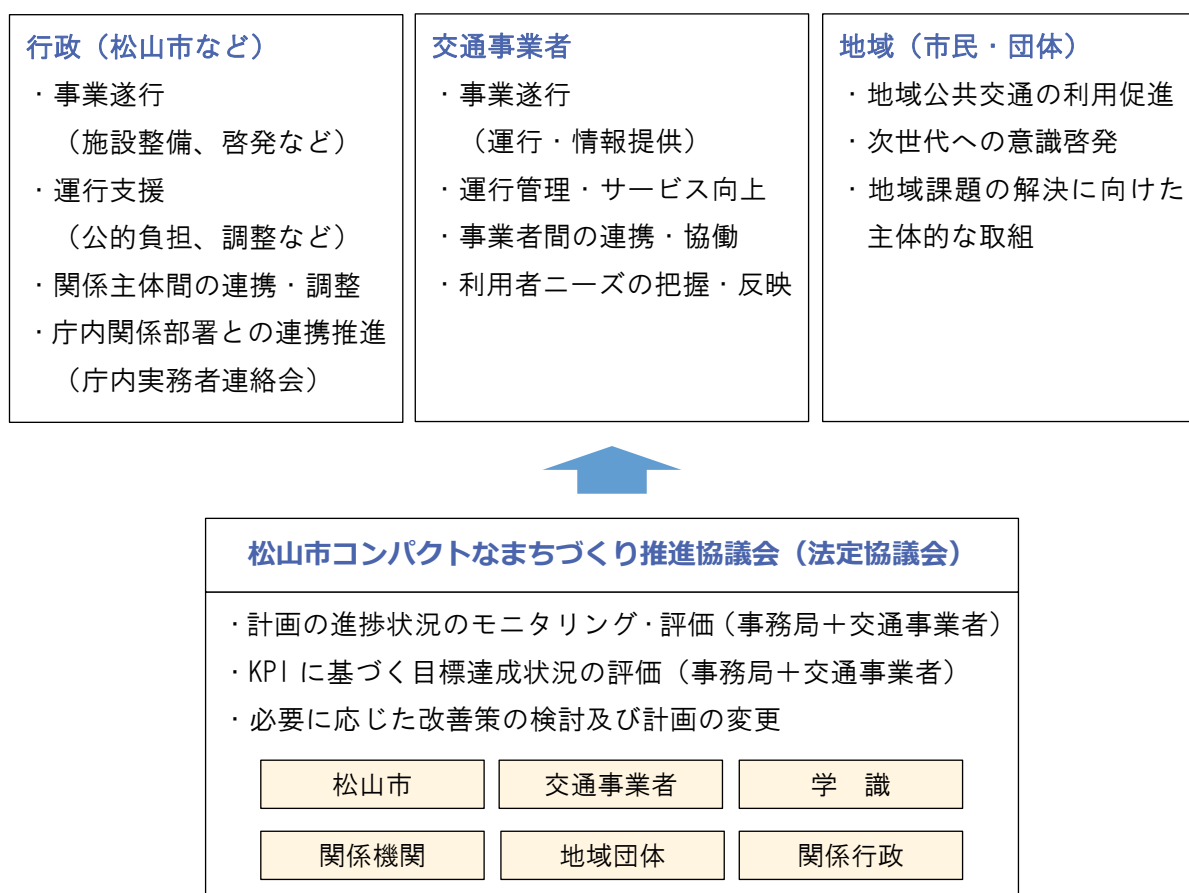 行政（松山市など）
・事業遂行
（施設整備、啓発など）
・運行支援
（公的負担、調整など）
・関係主体間の連携・調整
・庁内関係部署との連携推進
（庁内実務者連絡会）
交通事業者
・事業遂行
（運行・情報提供）
・運行管理・サービス向上
・事業者間の連携・協働
・利用者ニーズの把握・反映
地域（市民・団体）
・地域公共交通の利用促進
・次世代への意識啓発
・地域課題の解決に向けた
主体的な取組
松山市コンパクトなまちづくり推進協議会（法定協議会）
・計画の進捗状況のモニタリング・評価（事務局＋交通事業者）
・KPIに基づく目標達成状況の評価（事務局＋交通事業者）
・必要に応じた改善策の検討及び計画の変更
松山市
交通事業者
学　識
関係機関
地域団体
関係行政